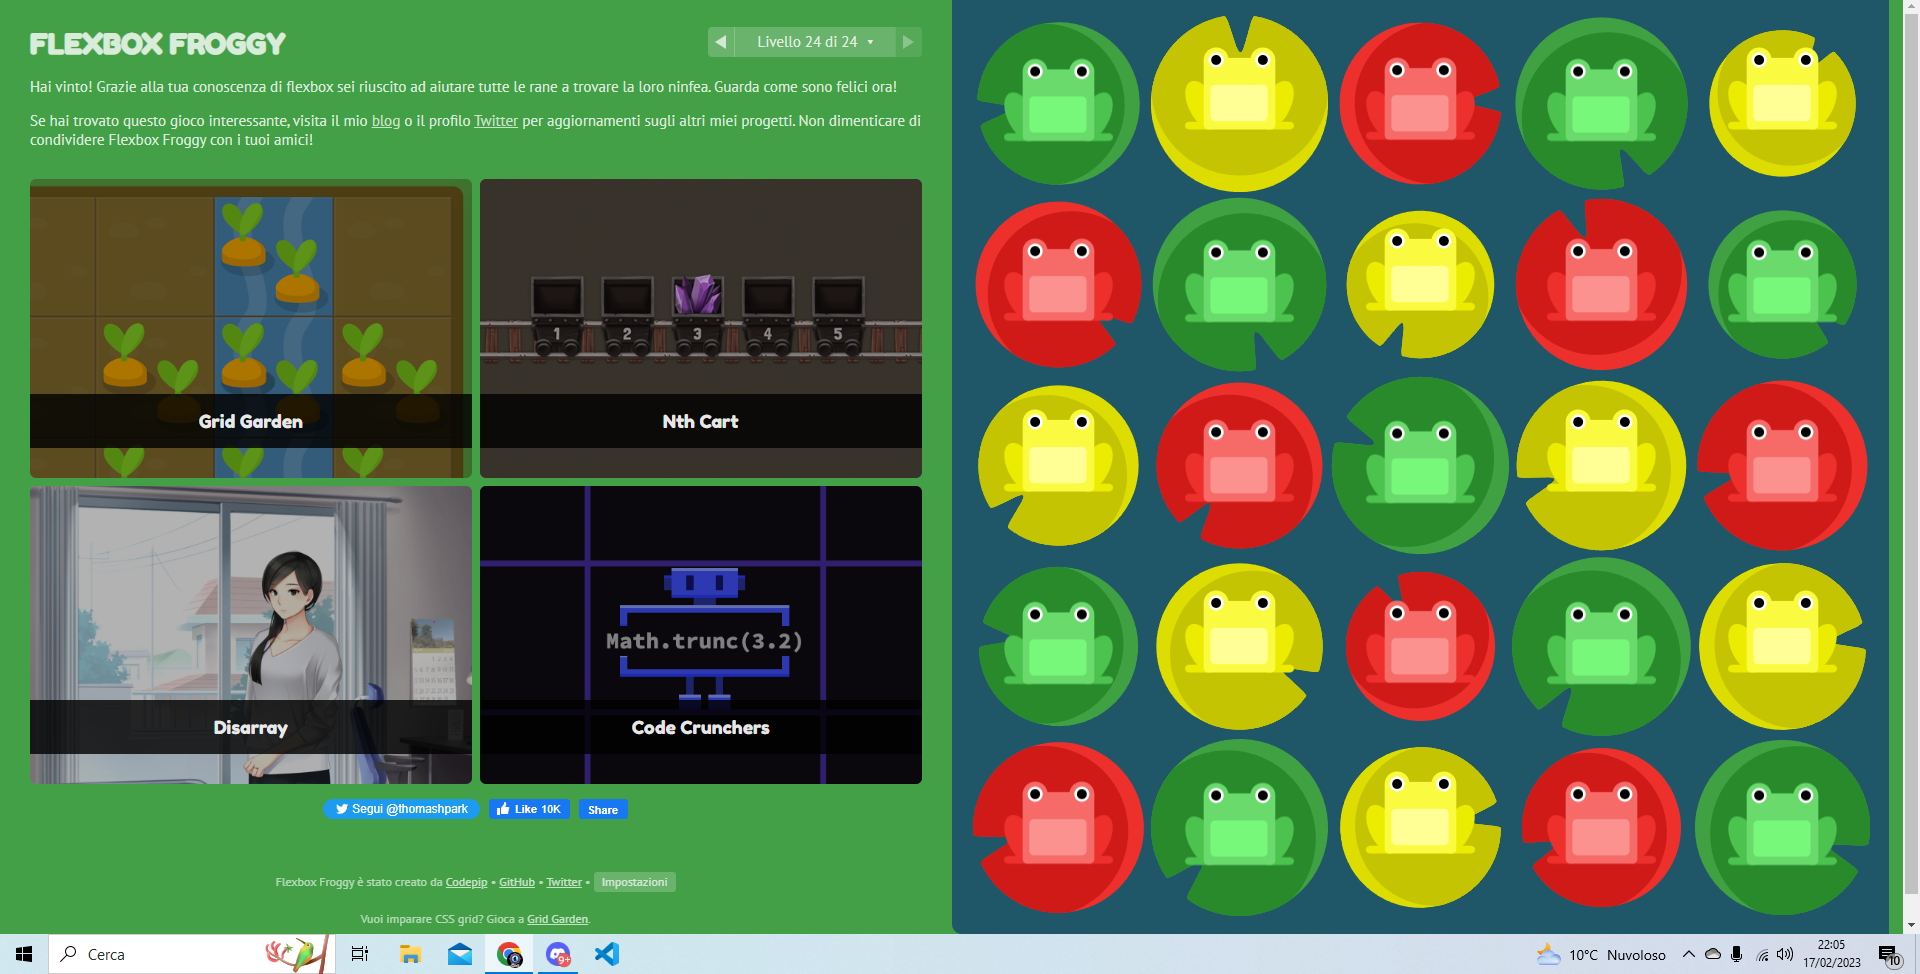 FLEXBOX FROGGY
Livello 24 di 24
Hai vinto! Grazie alla tua conoscenza di flexbox sei riuscito ad aiutare tutte le rane a trovare la loro ninfea. Guarda come sono felici ora!
Se hai trovato questo gioco interessante, visita il mio blog o il profilo Twitter per aggiornamenti sugli altri miei progetti. Non dimenticare di
condividere Flexbox Froggy con i tuoi amici!
1 2 3 4 5
Grid Garden
Nth Cart
Math.trunc(3.2)
Disarray
Code Crunchers
Segui @thomashpark
Like 10K
Share
Flexbox Froggy è stato creato da Codepip • GitHub • Twitter • Impostazioni
Vuoi imparare CSS grid? Gioca a Grid Garden.
Cerca
9+
10°C Nuvoloso
22:05
17/02/2023
10